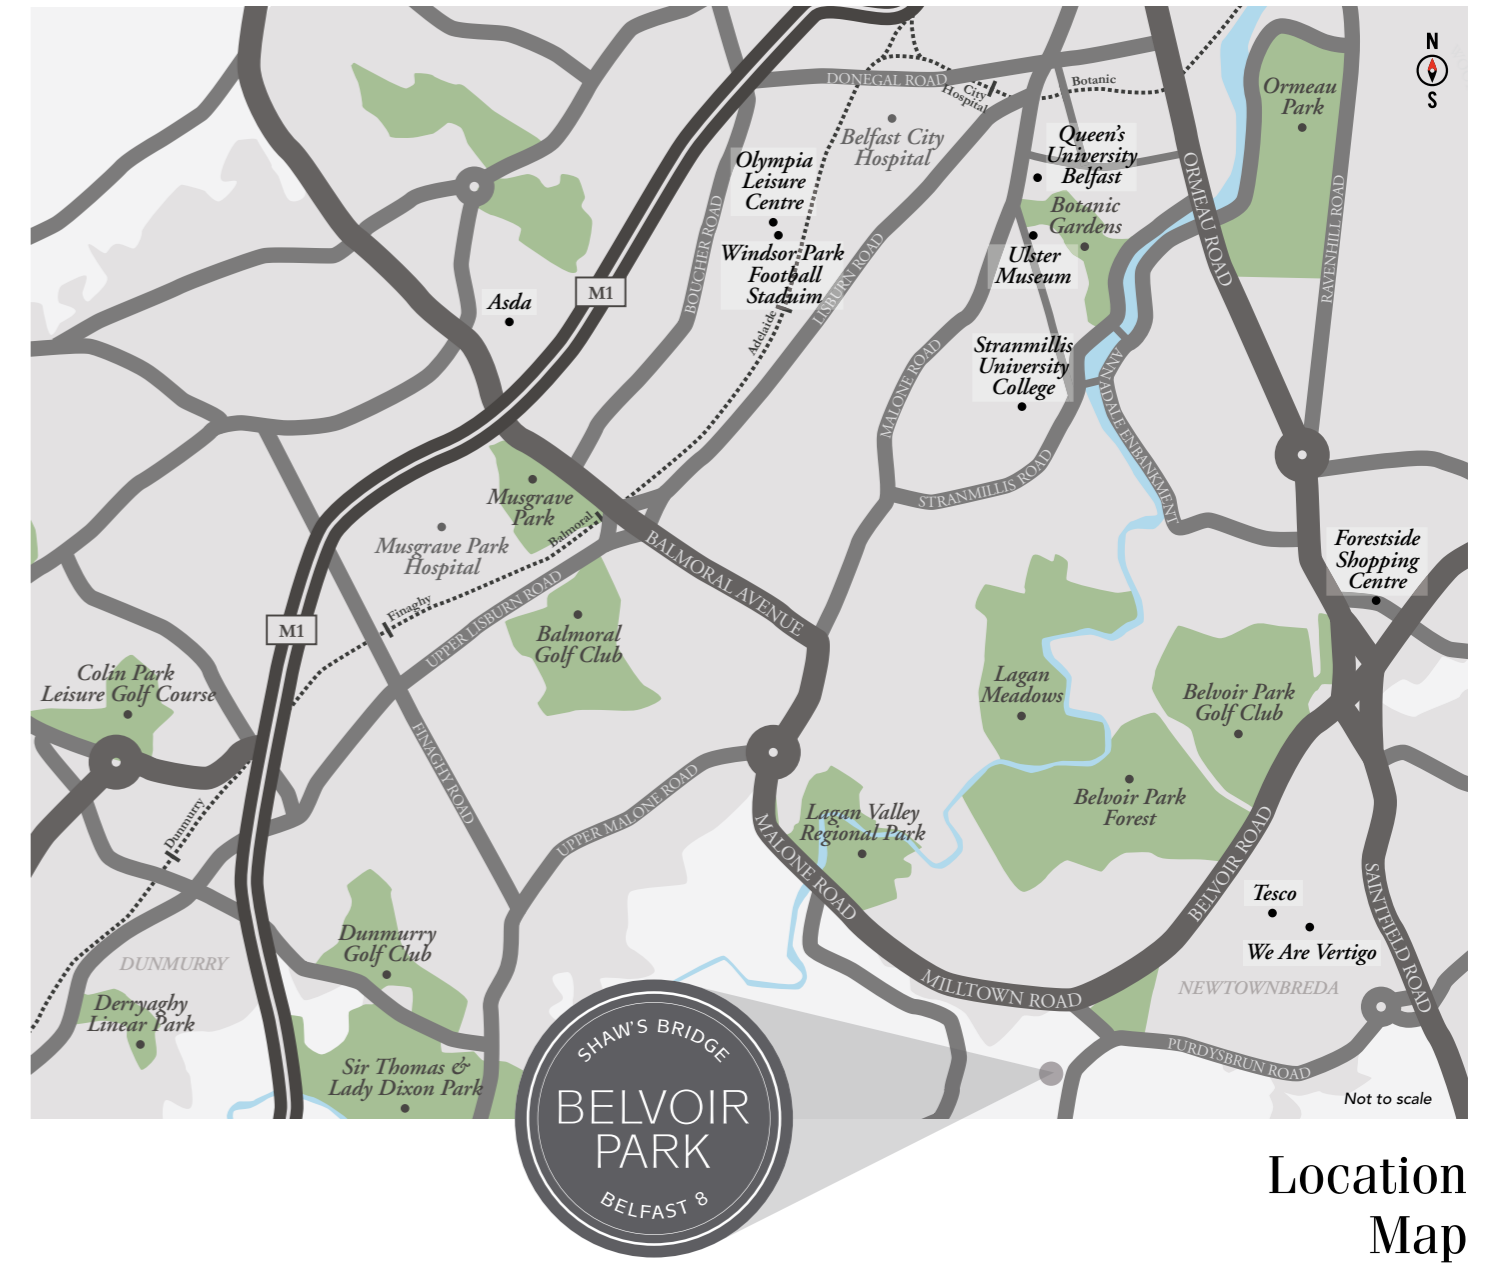 N
S
DONEGAL ROAD
City
Hospital
Botanic
Ormeau
Park
Belfast City
Hospital
Queen's
University
Belfast
Olympia
Leisure
Centre
Botanic
Gardens
ORMEAU ROAD
RAVENHILL ROAD
BOUCHER ROAD
Windsor Park
Football
Staduim
LISBURN ROAD
Ulster
Museum
M1
Asda
Adelaide
Stranmillis
University
College
MALONE ROAD
ANNADALE ENBANKMENT
STRANMILLIS ROAD
Musgrave
Park
Balmoral
Musgrave Park
Hospital
BALMORAL AVENUE
Forestside
Shopping
Centre
Finaghy
UPPER LISBURN ROAD
M1
Balmoral
Golf Club
Colin Park
Leisure Golf Course
Lagan
Meadows
Belvoir Park
Golf Club
FINAGHY ROAD
UPPER MALONE ROAD
Dunmurry
Belvoir Park
Forest
Lagan Valley
Regional Park
MALONE ROAD
BELVOIR ROAD
SAINTFIELD ROAD
Tesco
We Are Vertigo
Dunmurry
Golf Club
DUNMURRY
MILLTOWN ROAD
NEWTOWNBREDA
Derryaghy
Linear Park
PURDYSBRUN ROAD
Sir Thomas &
Lady Dixon Park
Not to scale
SHAW'S BRIDGE
BELVOIR
PARK
BELFAST 8
Location
Map